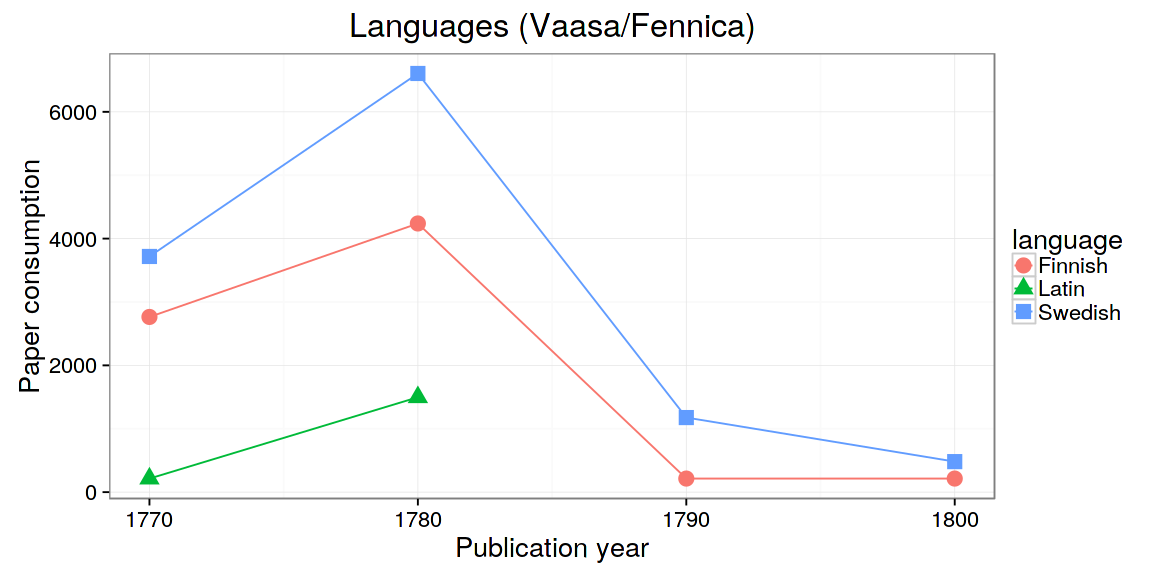 Languages (Vaasa/Fennica)
Paper consumption
6000
4000
2000
0
1770 1780 1790 1800
Publication year
language
Finnish
Latin
Swedish